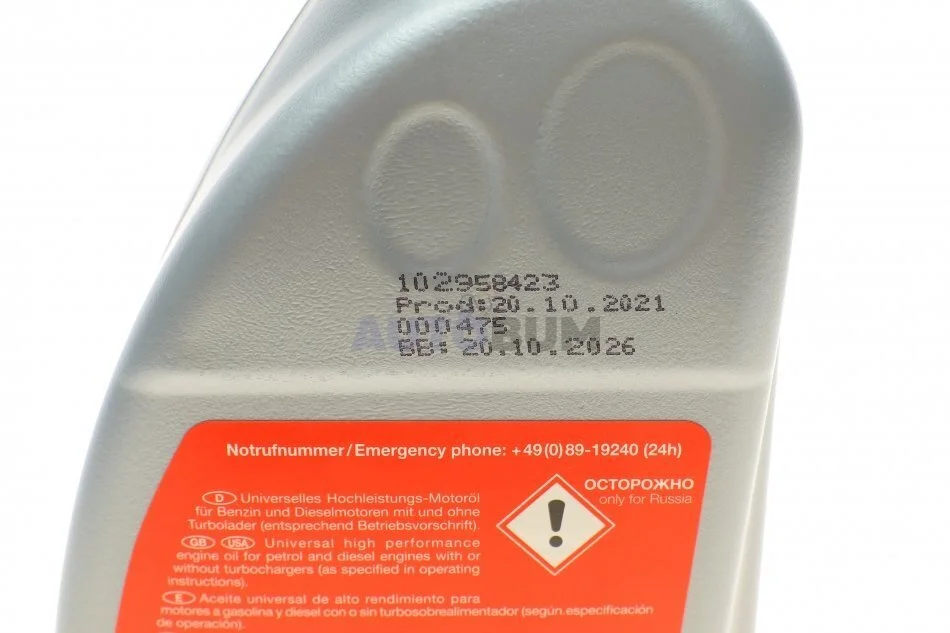 102958423
Prod:20.10.2021
000475
AUTOBUM
BB: 20.10.2026
Notrufnummer/Emergency phone: +49(0)89-19240 (24h)
ОСТОРОЖНО
only for Russia
D Universelles Hochleistungs-Motoröl
für Benzin und Dieselmotoren mit und ohne
Turbolader (entsprechend Betriebsvorschrift).
GB USA Universal high performance
engine oil for petrol and diesel engines with or
without turbochargers (as specified in operating
instructions).
E Aceite universal de alto rendimiento para
motores a gasolina y diesel con o sin turbosobrealimentador (según especificación
de operación).